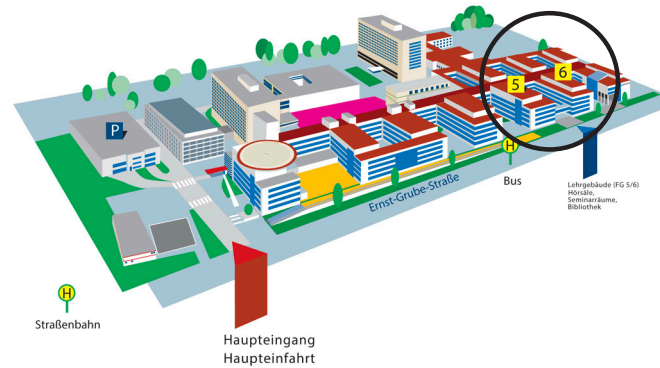 6
5
P
H
Bus
Ernst-Grube-Straße
Lehrgebäude (FG 5/6)
Hörsäle,
Seminarräume,
Bibliothek
H
Straßenbahn
Haupteingang
Haupteinfahrt